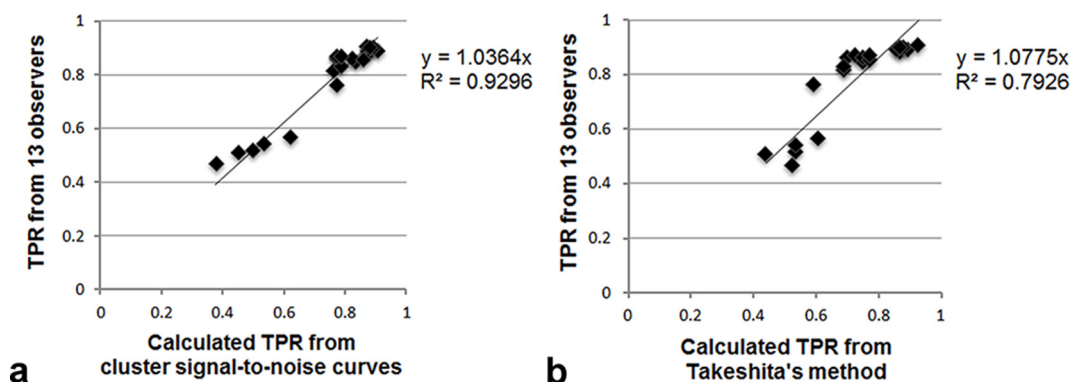 TPR from 13 observers
1
0.8
0.6
0.4
0.2
0
0 0.2 0.4 0.6 0.8 1
y = 1.0364x
R² = 0.9296
Calculated TPR from
cluster signal-to-noise curves
a
TPR from 13 observers
1
0.8
0.6
0.4
0.2
0
0 0.2 0.4 0.6 0.8 1
y = 1.0775x
R² = 0.7926
Calculated TPR from
Takeshita's method
b